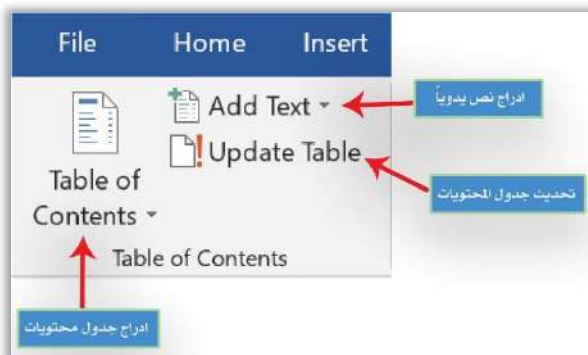 File Home Insert
Add Text
ادراج نص يدوياً
Update Table
تحديث جدول المحتويات
Table of
Contents
Table of Contents
ادراج جدول محتويات